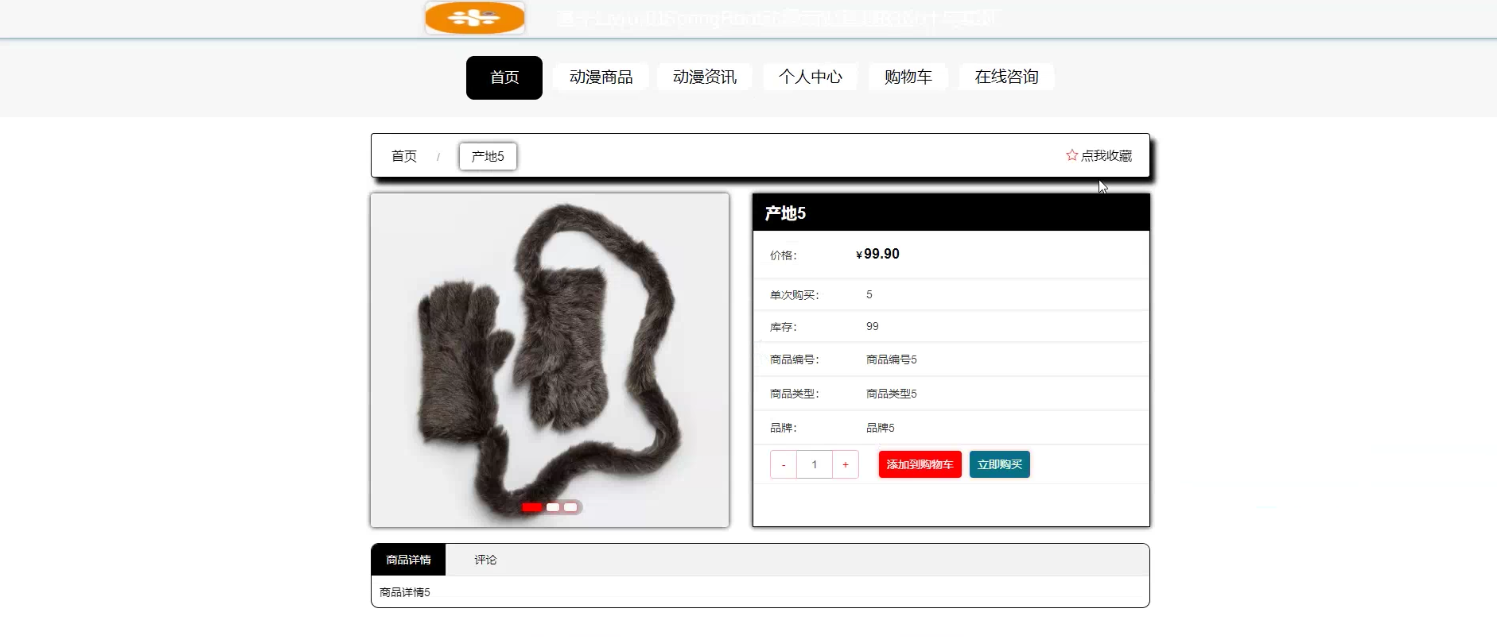 首页 动漫商品 动漫资讯 个人中心 购物车 在线咨询
首页 / 产地5 ☆ 点我收藏
产地5
价格: ¥99.90
单次购买: 5
库存: 99
商品编号: 商品编号5
商品类型: 商品类型5
品牌: 品牌5
- 1 + 添加到购物车 立即购买
商品详情 评论
商品详情5